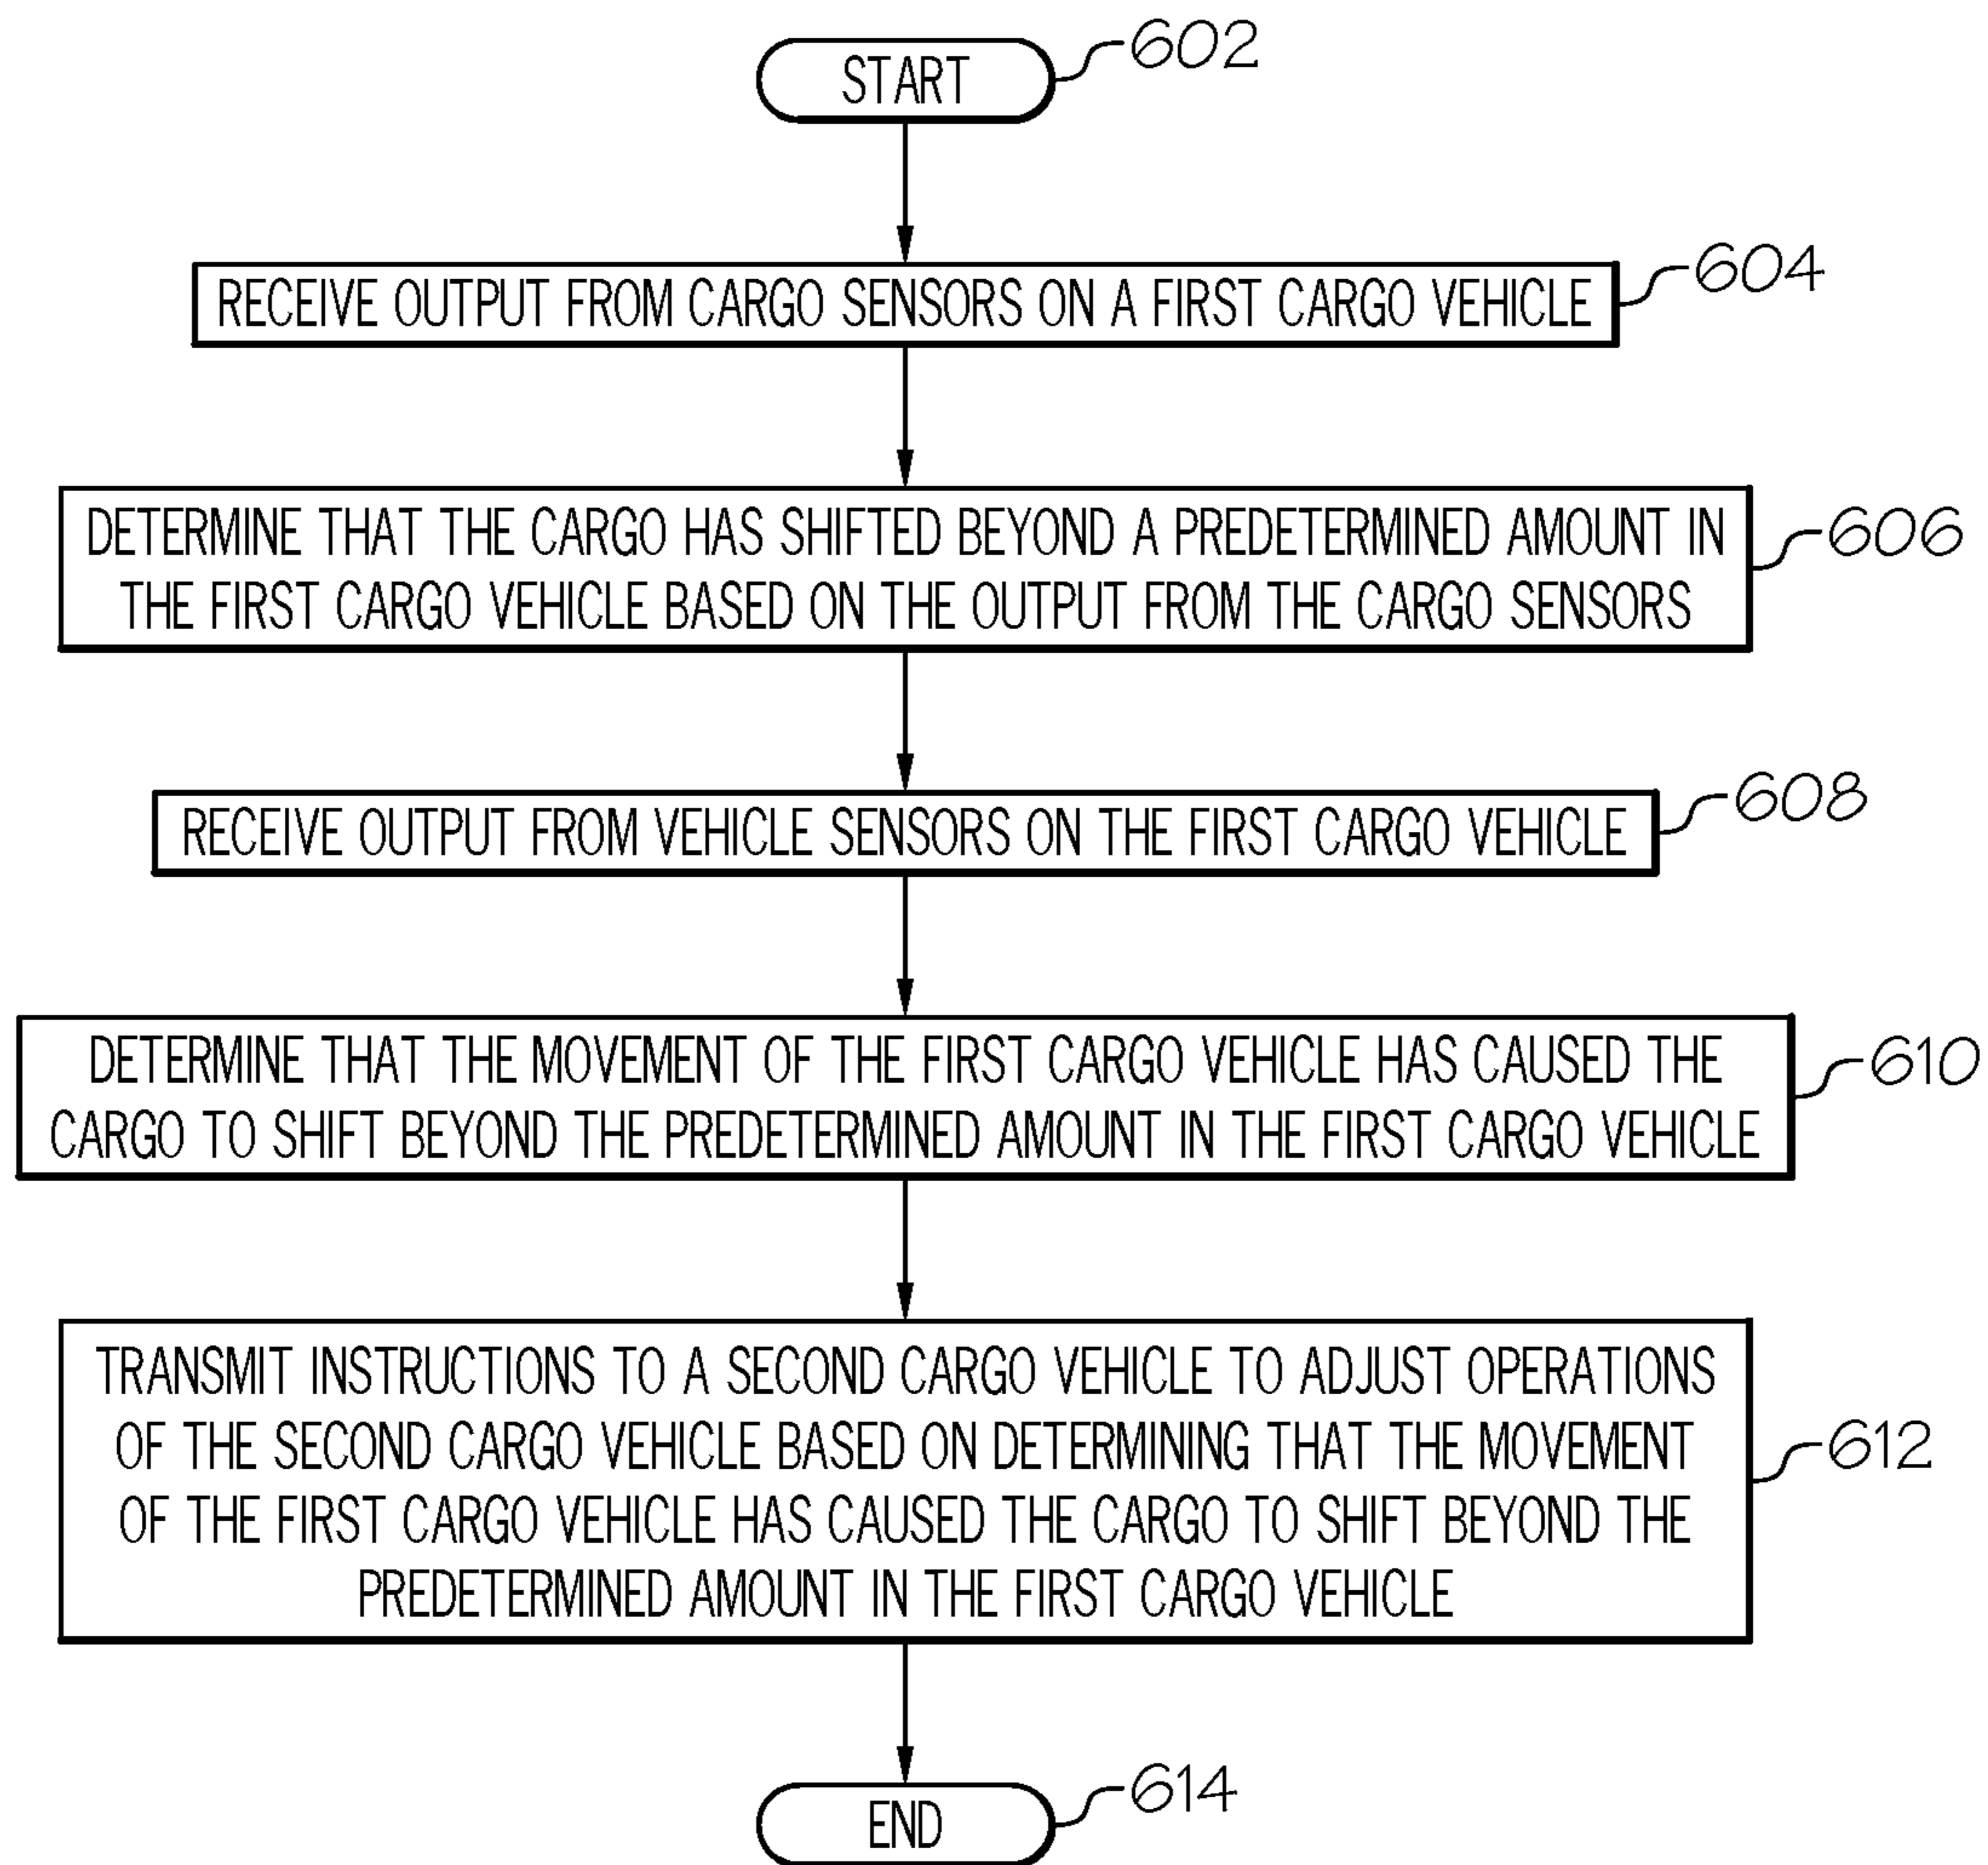 START
602
RECEIVE OUTPUT FROM CARGO SENSORS ON A FIRST CARGO VEHICLE
604
DETERMINE THAT THE CARGO HAS SHIFTED BEYOND A PREDETERMINED AMOUNT IN
THE FIRST CARGO VEHICLE BASED ON THE OUTPUT FROM THE CARGO SENSORS
606
RECEIVE OUTPUT FROM VEHICLE SENSORS ON THE FIRST CARGO VEHICLE
608
DETERMINE THAT THE MOVEMENT OF THE FIRST CARGO VEHICLE HAS CAUSED THE
CARGO TO SHIFT BEYOND THE PREDETERMINED AMOUNT IN THE FIRST CARGO VEHICLE
610
TRANSMIT INSTRUCTIONS TO A SECOND CARGO VEHICLE TO ADJUST OPERATIONS
OF THE SECOND CARGO VEHICLE BASED ON DETERMINING THAT THE MOVEMENT
OF THE FIRST CARGO VEHICLE HAS CAUSED THE CARGO TO SHIFT BEYOND THE
PREDETERMINED AMOUNT IN THE FIRST CARGO VEHICLE
612
END
614